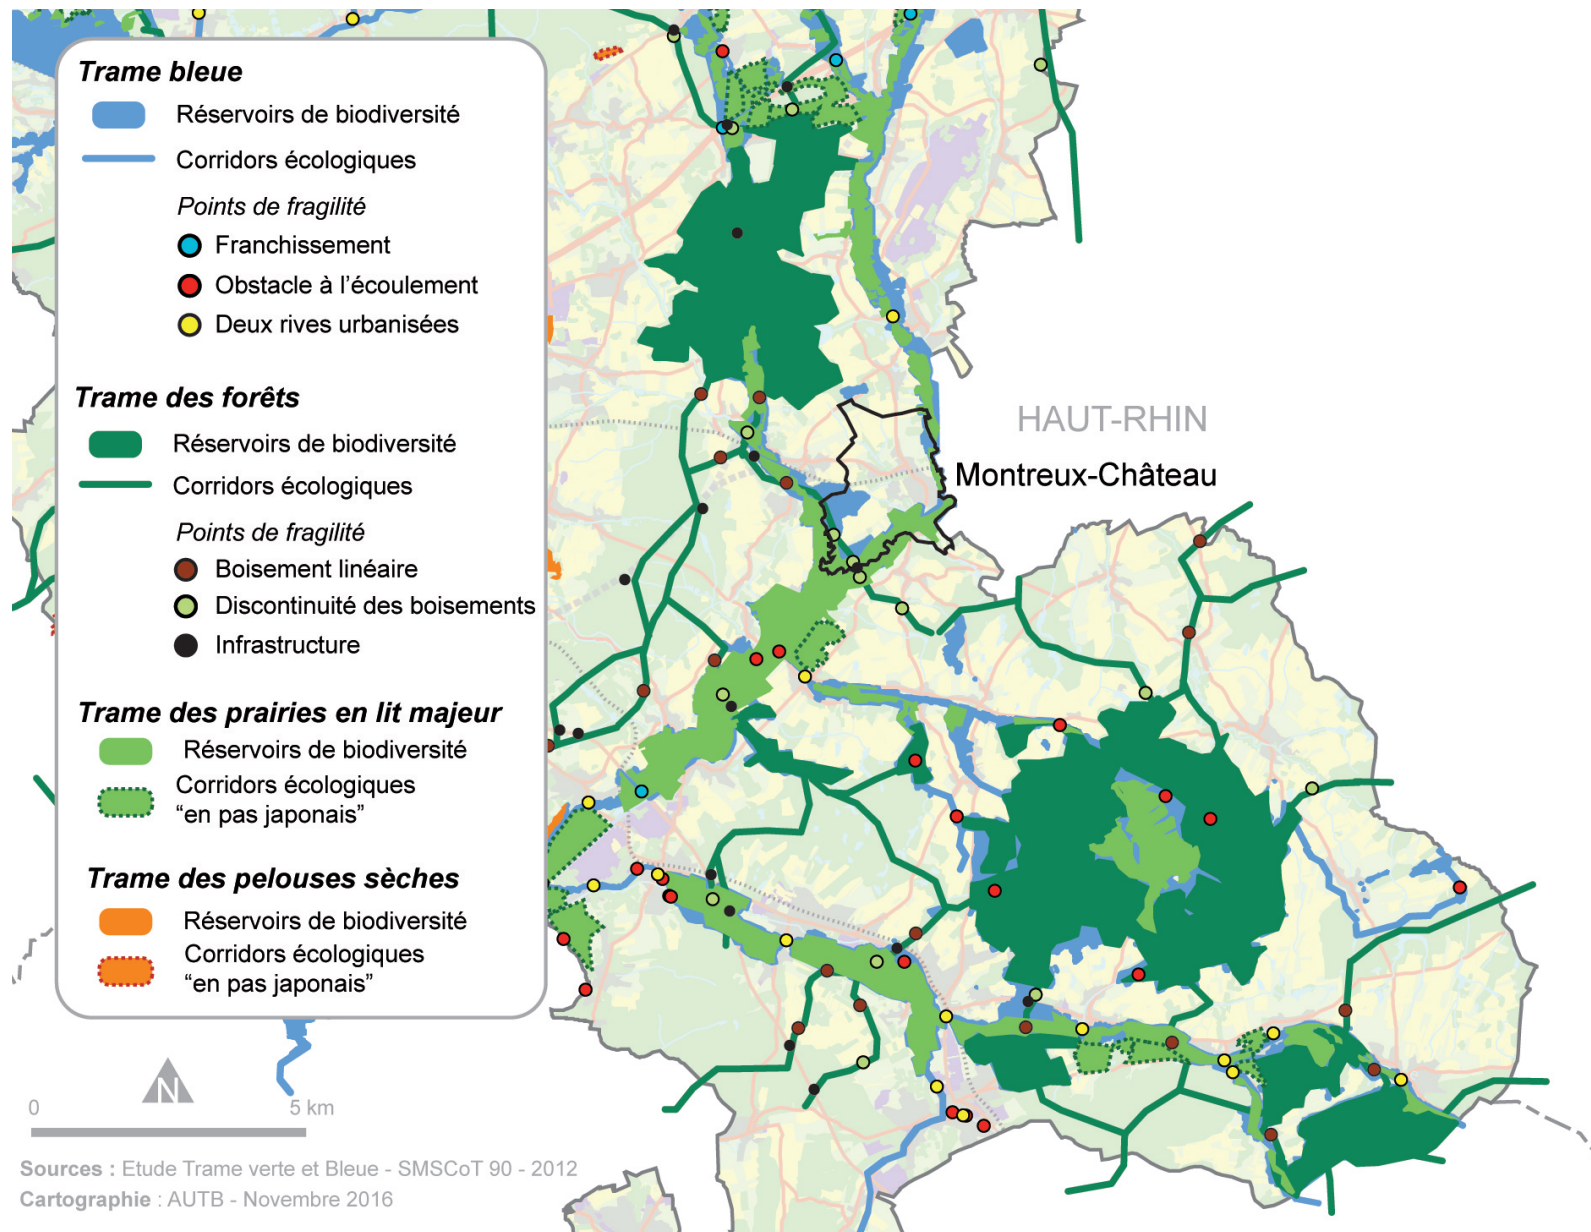 Trame bleue
Réservoirs de biodiversité
Corridors écologiques
Points de fragilité
Franchissement
Obstacle à l'écoulement
Deux rives urbanisées
Trame des forêts
Réservoirs de biodiversité
Corridors écologiques
Points de fragilité
Boisement linéaire
Discontinuité des boisements
Infrastructure
Trame des prairies en lit majeur
Réservoirs de biodiversité
Corridors écologiques
“en pas japonais”
Trame des pelouses sèches
Réservoirs de biodiversité
Corridors écologiques
“en pas japonais”
HAUT-RHIN
Montreux-Château
N
0 5 km
Sources : Etude Trame verte et Bleue - SMSCoT 90 - 2012
Cartographie : AUTB - Novembre 2016